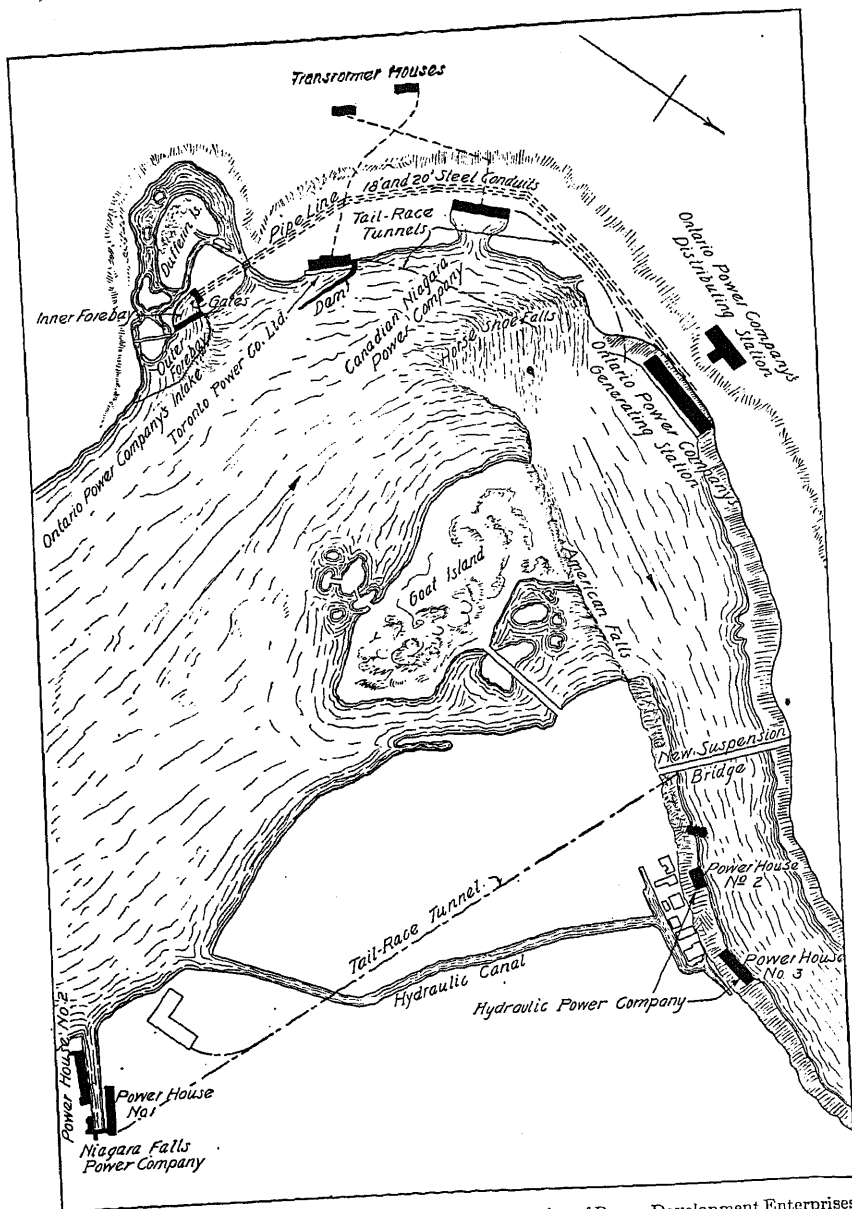 Transformer Houses
18' and 20' Steel Conduits
Pipe Line
Tail-Race
Tunnels
Dufferin Is.
Inner Forebay
Gates
Outer
Forebay
Dam
Ontario Power Company's Intake
Toronto Power Co. Ltd.
Canadian Niagara
Power Company
Horse Shoe Falls
Ontario Power Company's
Distributing
Station
Ontario Power Company's
Generating Station
Goat Island
American Falls
New Suspension
(Bridge)
Power House
No 2
Tail-Race Tunnel
Hydraulic Canal
Power House
No. 3
Hydraulic Power Company
Power House No. 2
Power House
No 1
Niagara Falls
Power Company
of Power Development Enterprises